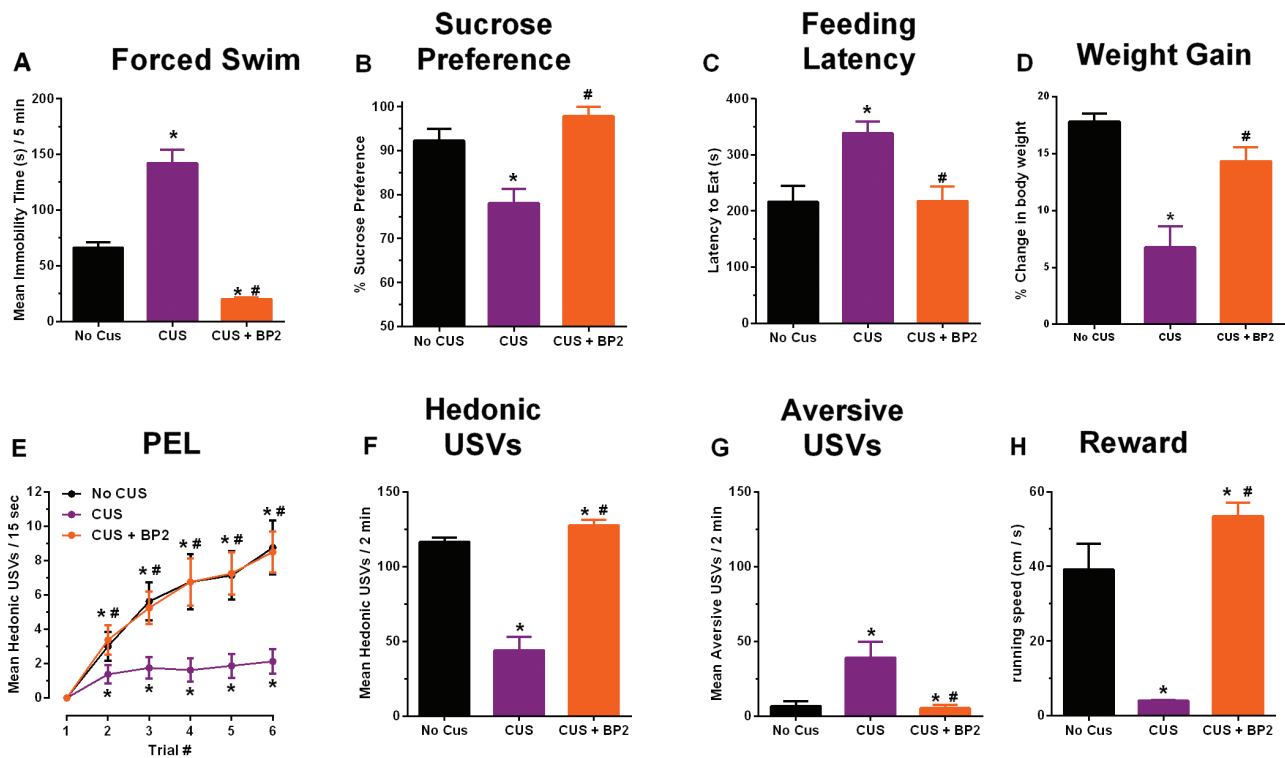 A
Forced Swim
Mean Immobility Time (s) / 5 min
200
150
100
50
0
*
* #
No Cus
CUS
CUS + BP2
B
Sucrose
Preference
% Sucrose Preference
100
90
80
70
60
50
*
#
No CUS
CUS
CUS + BP2
C
Feeding
Latency
Latency to Eat (s)
400
300
200
100
0
*
#
No CUS
CUS
CUS + BP2
D
Weight Gain
% Change in body weight
20
15
10
5
0
*
#
No CUS
CUS
CUS + BP2
E
PEL
Mean Hedonic USVs / 15 sec
12
10
8
6
4
2
0
No CUS
CUS
CUS + BP2
* #
* #
* #
* #
* #
*
*
*
*
*
1 2 3 4 5 6
Trial #
F
Hedonic
USVs
Mean Hedonic USVs / 2 min
150
100
50
0
*
* #
No Cus
CUS
CUS + BP2
G
Aversive
USVs
Mean Aversive USVs / 2 min
150
100
50
0
*
* #
No Cus
CUS
CUS + BP2
H
Reward
running speed (cm / s)
60
40
20
0
*
* #
No Cus
CUS
CUS + BP2